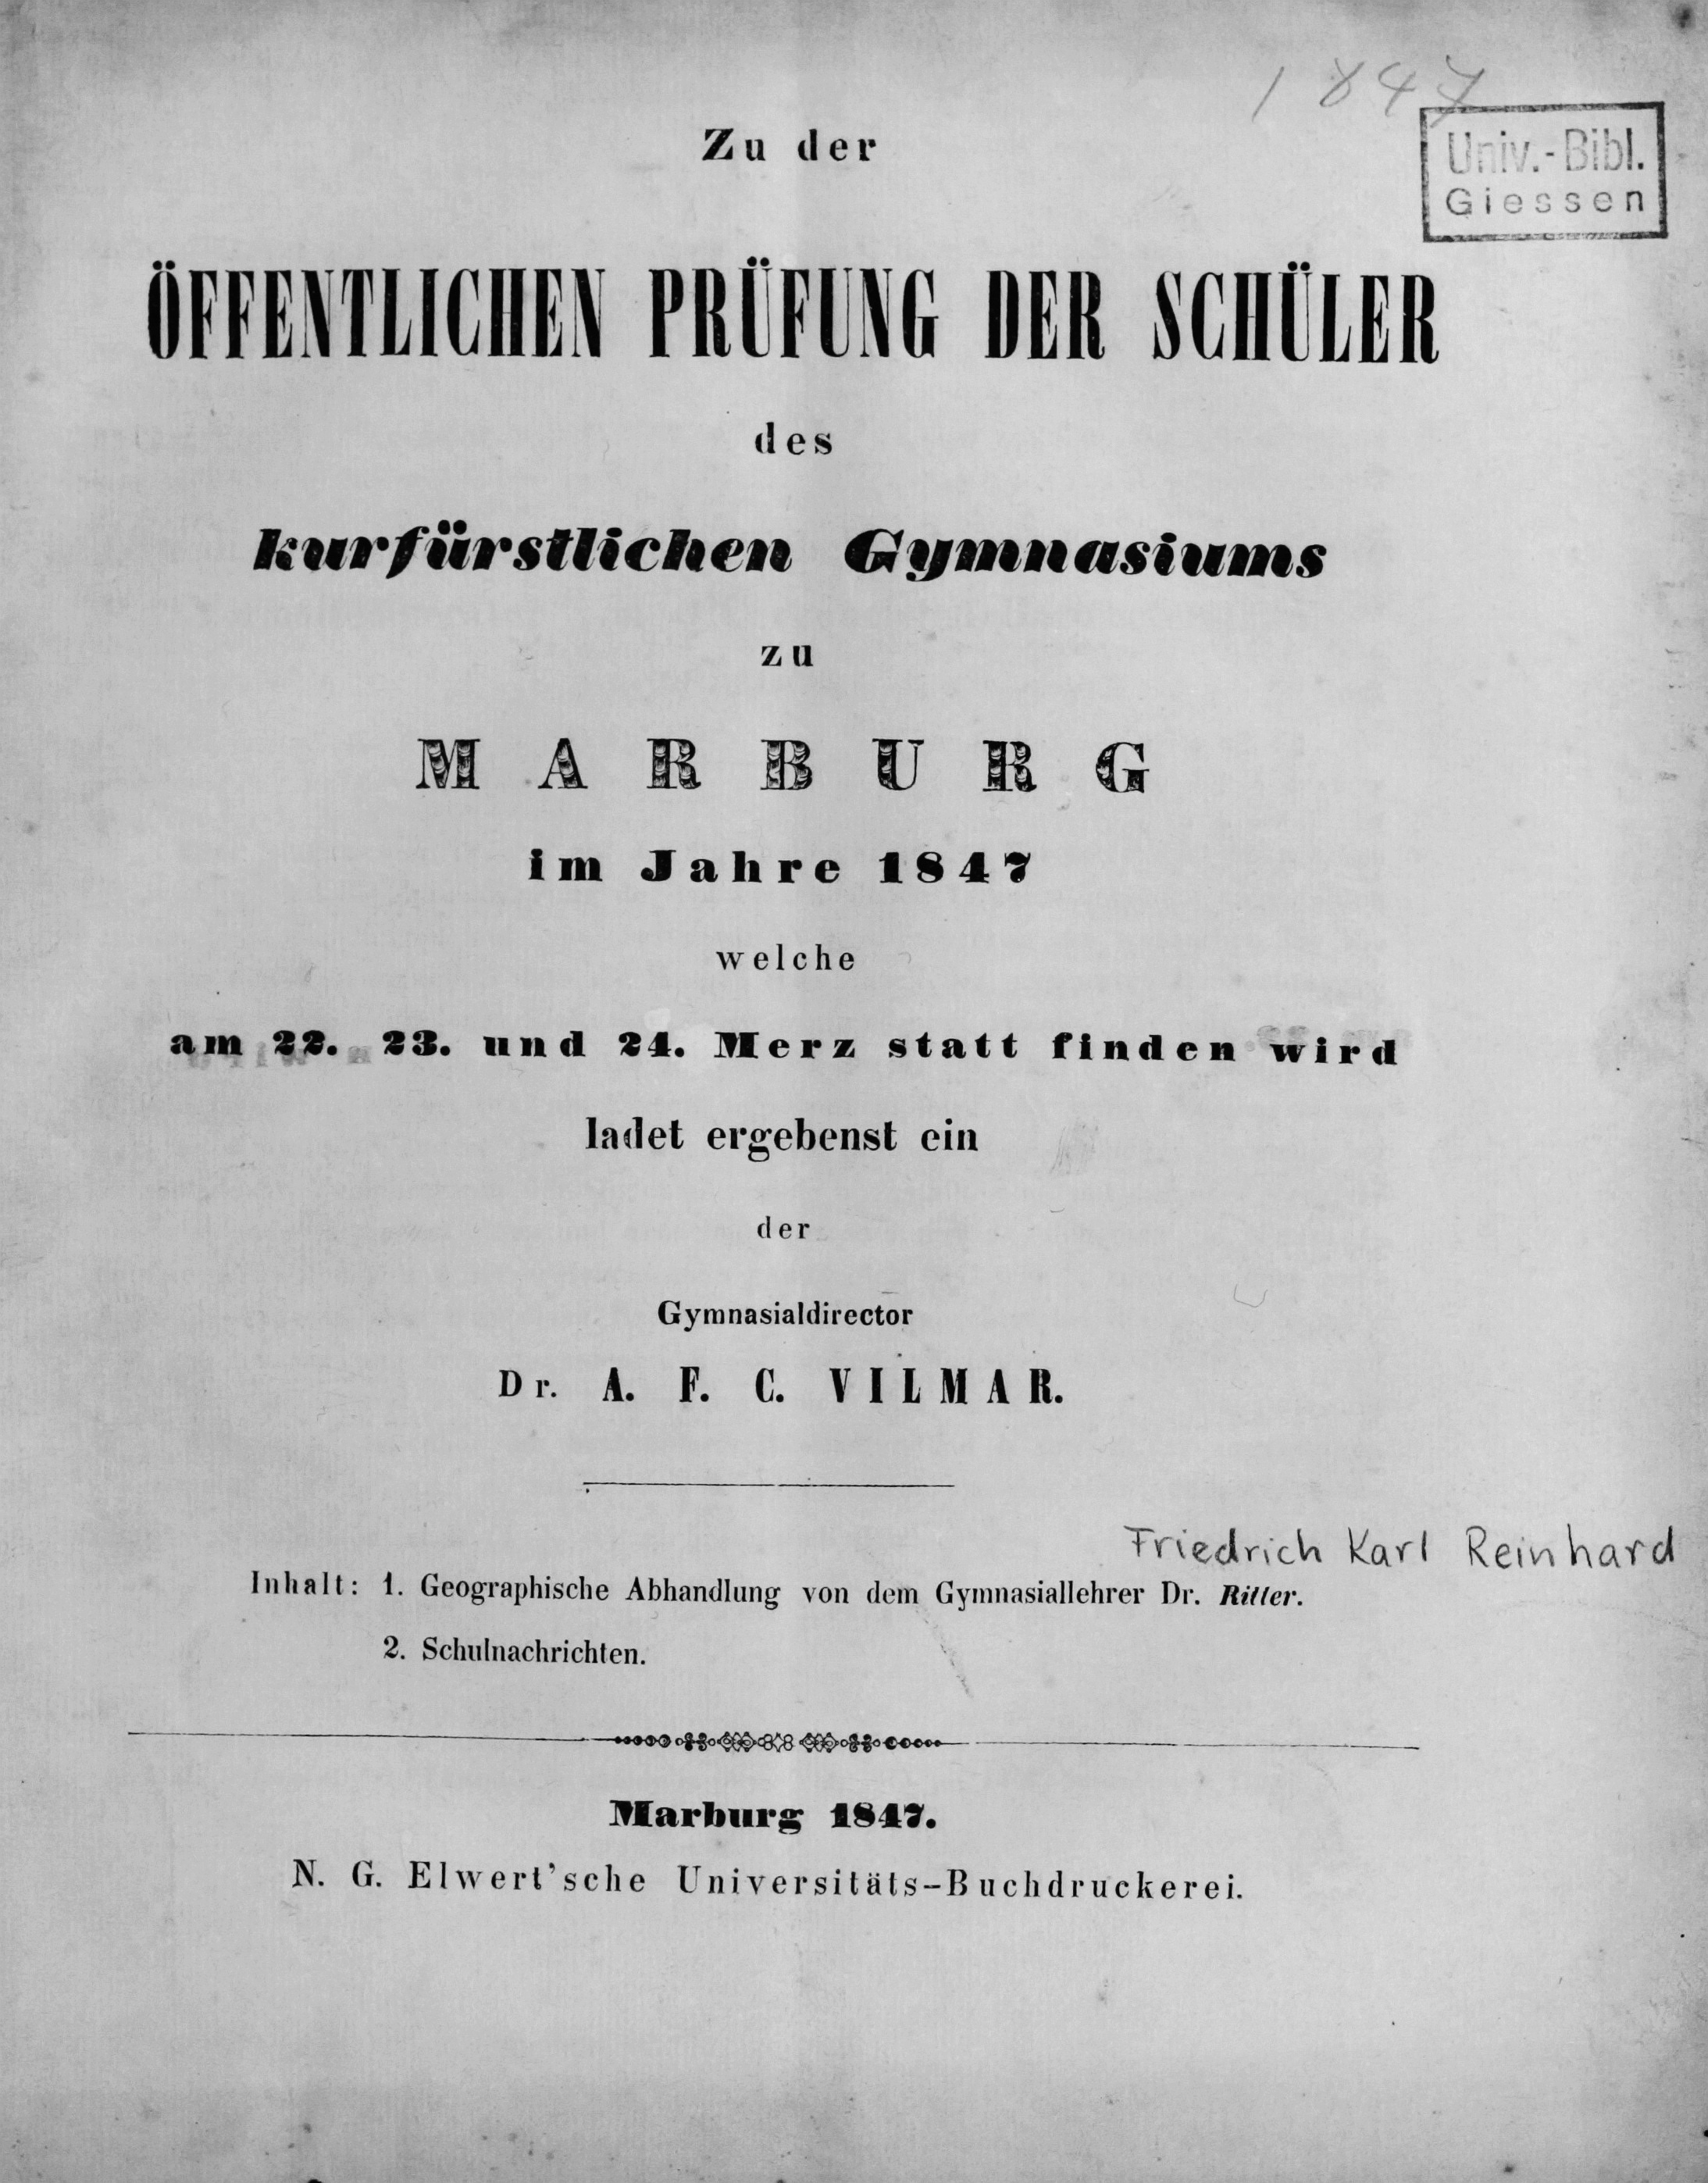 1847
Univ.-Bibl.
Giessen
Zu der
ÖFFENTLICHEN PRÜFUNG DER SCHÜLER
des
kurfürstlichen Gymnasiums
zu
MARBURG
im Jahre 1847
welche
am 22. 23. und 24. Merz statt finden wird
ladet ergebenst ein
der
Gymnasialdirector
Dr. A. F. C. VILMAR.
Friedrich Karl Reinhard
Inhalt: 1. Geographische Abhandlung von dem Gymnasiallehrer Dr. Ritter.
2. Schulnachrichten.
Marburg 1847.
N. G. Elwert'sche Universitäts-Buchdruckerei.